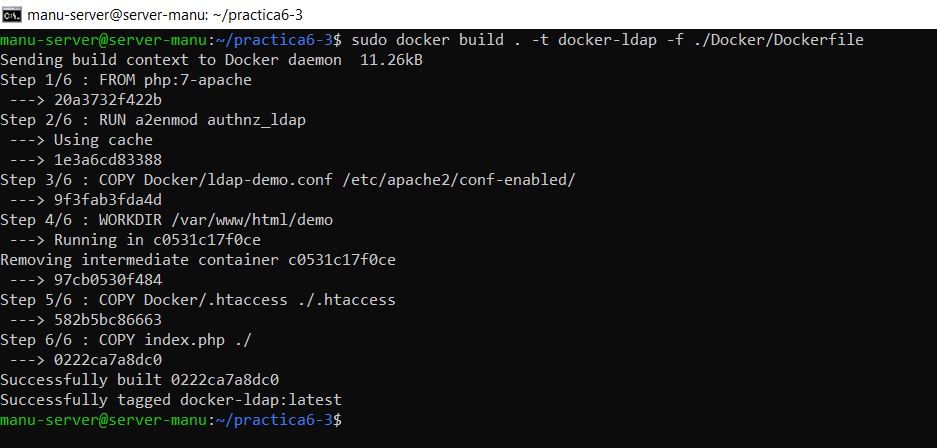 manu-server@server-manu: ~/practica6-3
manu-server@server-manu:~/practica6-3$ sudo docker build . -t docker-ldap -f ./Docker/Dockerfile
Sending build context to Docker daemon  11.26kB
Step 1/6 : FROM php:7-apache
 ---> 20a3732f422b
Step 2/6 : RUN a2enmod authnz_ldap
 ---> Using cache
 ---> 1e3a6cd83388
Step 3/6 : COPY Docker/ldap-demo.conf /etc/apache2/conf-enabled/
 ---> 9f3fab3fda4d
Step 4/6 : WORKDIR /var/www/html/demo
 ---> Running in c0531c17f0ce
Removing intermediate container c0531c17f0ce
 ---> 97cb0530f484
Step 5/6 : COPY Docker/.htaccess ./.htaccess
 ---> 582b5bc86663
Step 6/6 : COPY index.php ./
 ---> 0222ca7a8dc0
Successfully built 0222ca7a8dc0
Successfully tagged docker-ldap:latest
manu-server@server-manu:~/practica6-3$